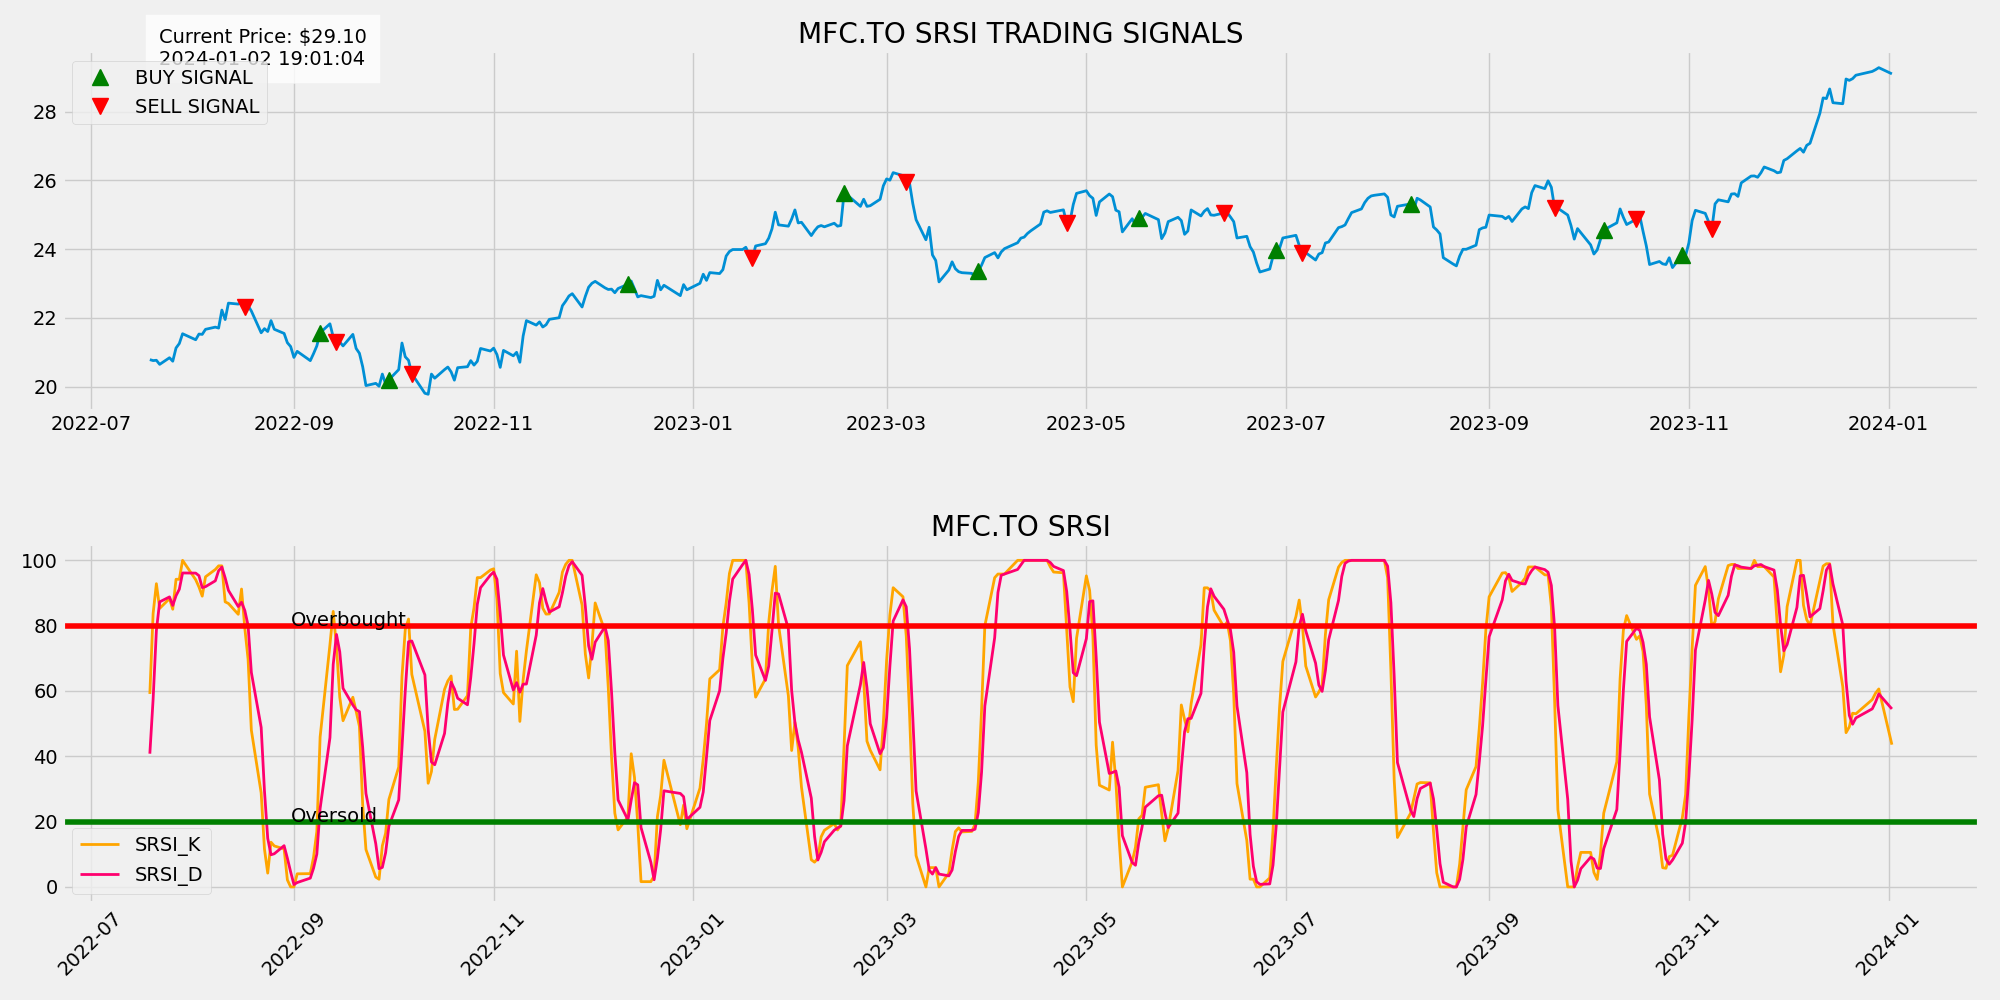 MFC.TO SRSI TRADING SIGNALS
Current Price: $29.10
2024-01-02 19:01:04
BUY SIGNAL
SELL SIGNAL
28
26
24
22
20
2022-07 2022-09 2022-11 2023-01 2023-03 2023-05 2023-07 2023-09 2023-11 2024-01
MFC.TO SRSI
100
80
60
40
20
0
Overbought
Oversold
SRSI_K
SRSI_D
2022-07 2022-09 2022-11 2023-01 2023-03 2023-05 2023-07 2023-09 2023-11 2024-01